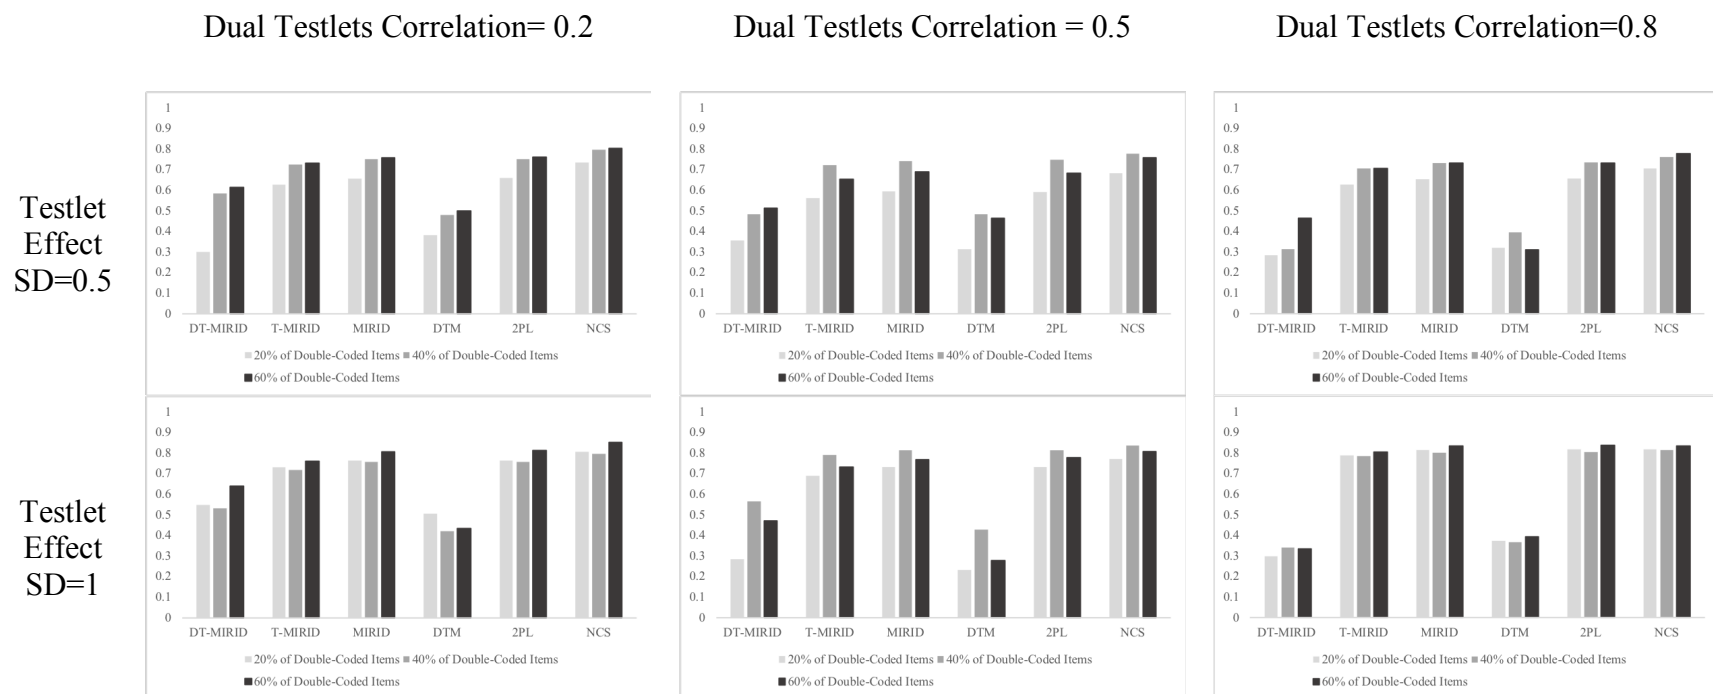 Dual Testlets Correlation= 0.2
Dual Testlets Correlation = 0.5
Dual Testlets Correlation=0.8
Testlet
Effect
SD=0.5
1
0.9
0.8
0.7
0.6
0.5
0.4
0.3
0.2
0.1
0
DT-MIRID T-MIRID MIRID DTM 2PL NCS
20% of Double-Coded Items 40% of Double-Coded Items
60% of Double-Coded Items
1
0.9
0.8
0.7
0.6
0.5
0.4
0.3
0.2
0.1
0
DT-MIRID T-MIRID MIRID DTM 2PL NCS
20% of Double-Coded Items 40% of Double-Coded Items
60% of Double-Coded Items
1
0.9
0.8
0.7
0.6
0.5
0.4
0.3
0.2
0.1
0
DT-MIRID T-MIRID MIRID DTM 2PL NCS
20% of Double-Coded Items 40% of Double-Coded Items
60% of Double-Coded Items
Testlet
Effect
SD=1
1
0.9
0.8
0.7
0.6
0.5
0.4
0.3
0.2
0.1
0
DT-MIRID T-MIRID MIRID DTM 2PL NCS
20% of Double-Coded Items 40% of Double-Coded Items
60% of Double-Coded Items
1
0.9
0.8
0.7
0.6
0.5
0.4
0.3
0.2
0.1
0
DT-MIRID T-MIRID MIRID DTM 2PL NCS
20% of Double-Coded Items 40% of Double-Coded Items
60% of Double-Coded Items
1
0.9
0.8
0.7
0.6
0.5
0.4
0.3
0.2
0.1
0
DT-MIRID T-MIRID MIRID DTM 2PL NCS
20% of Double-Coded Items 40% of Double-Coded Items
60% of Double-Coded Items